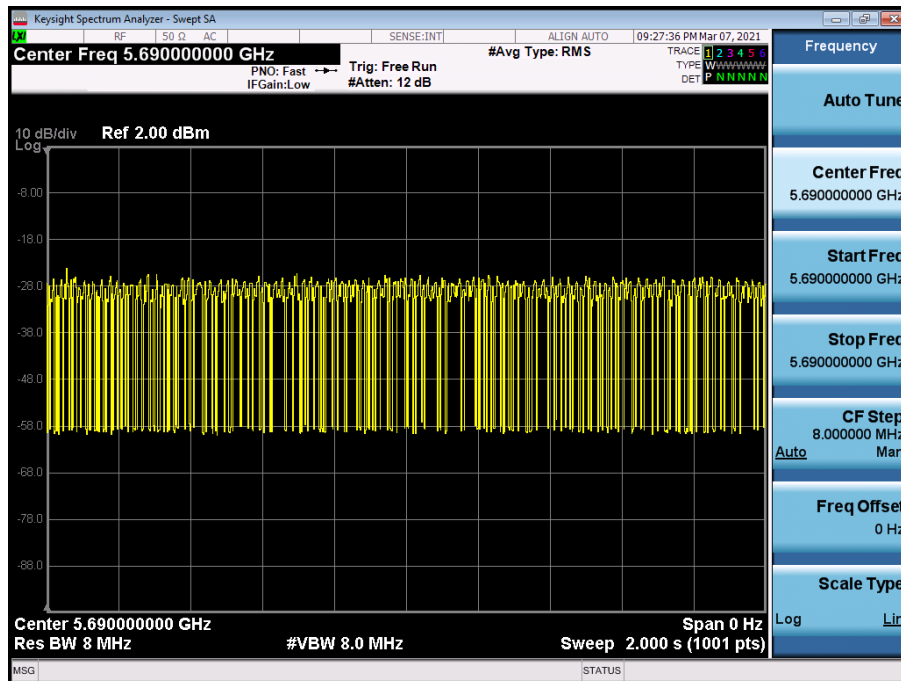 Keysight Spectrum Analyzer - Swept SA
LXI RF 50 Ω AC SENSE:INT ALIGN AUTO 09:27:36 PM Mar 07, 2021
Center Freq 5.690000000 GHz
PNO: Fast
IFGain:Low
Trig: Free Run
#Atten: 12 dB
#Avg Type: RMS
TRACE 1 2 3 4 5 6
TYPE WWWWWW
DET P N N N N N
10 dB/div Ref 2.00 dBm
Log
-8.00
-18.0
-28.0
-38.0
-48.0
-58.0
-68.0
-78.0
-88.0
Center 5.690000000 GHz Span 0 Hz
Res BW 8 MHz #VBW 8.0 MHz Sweep 2.000 s (1001 pts)
MSG STATUS
Frequency
Auto Tune
Center Freq
5.690000000 GHz
Start Freq
5.690000000 GHz
Stop Freq
5.690000000 GHz
CF Step
8.000000 MHz
Auto Man
Freq Offset
0 Hz
Scale Type
Log Lin